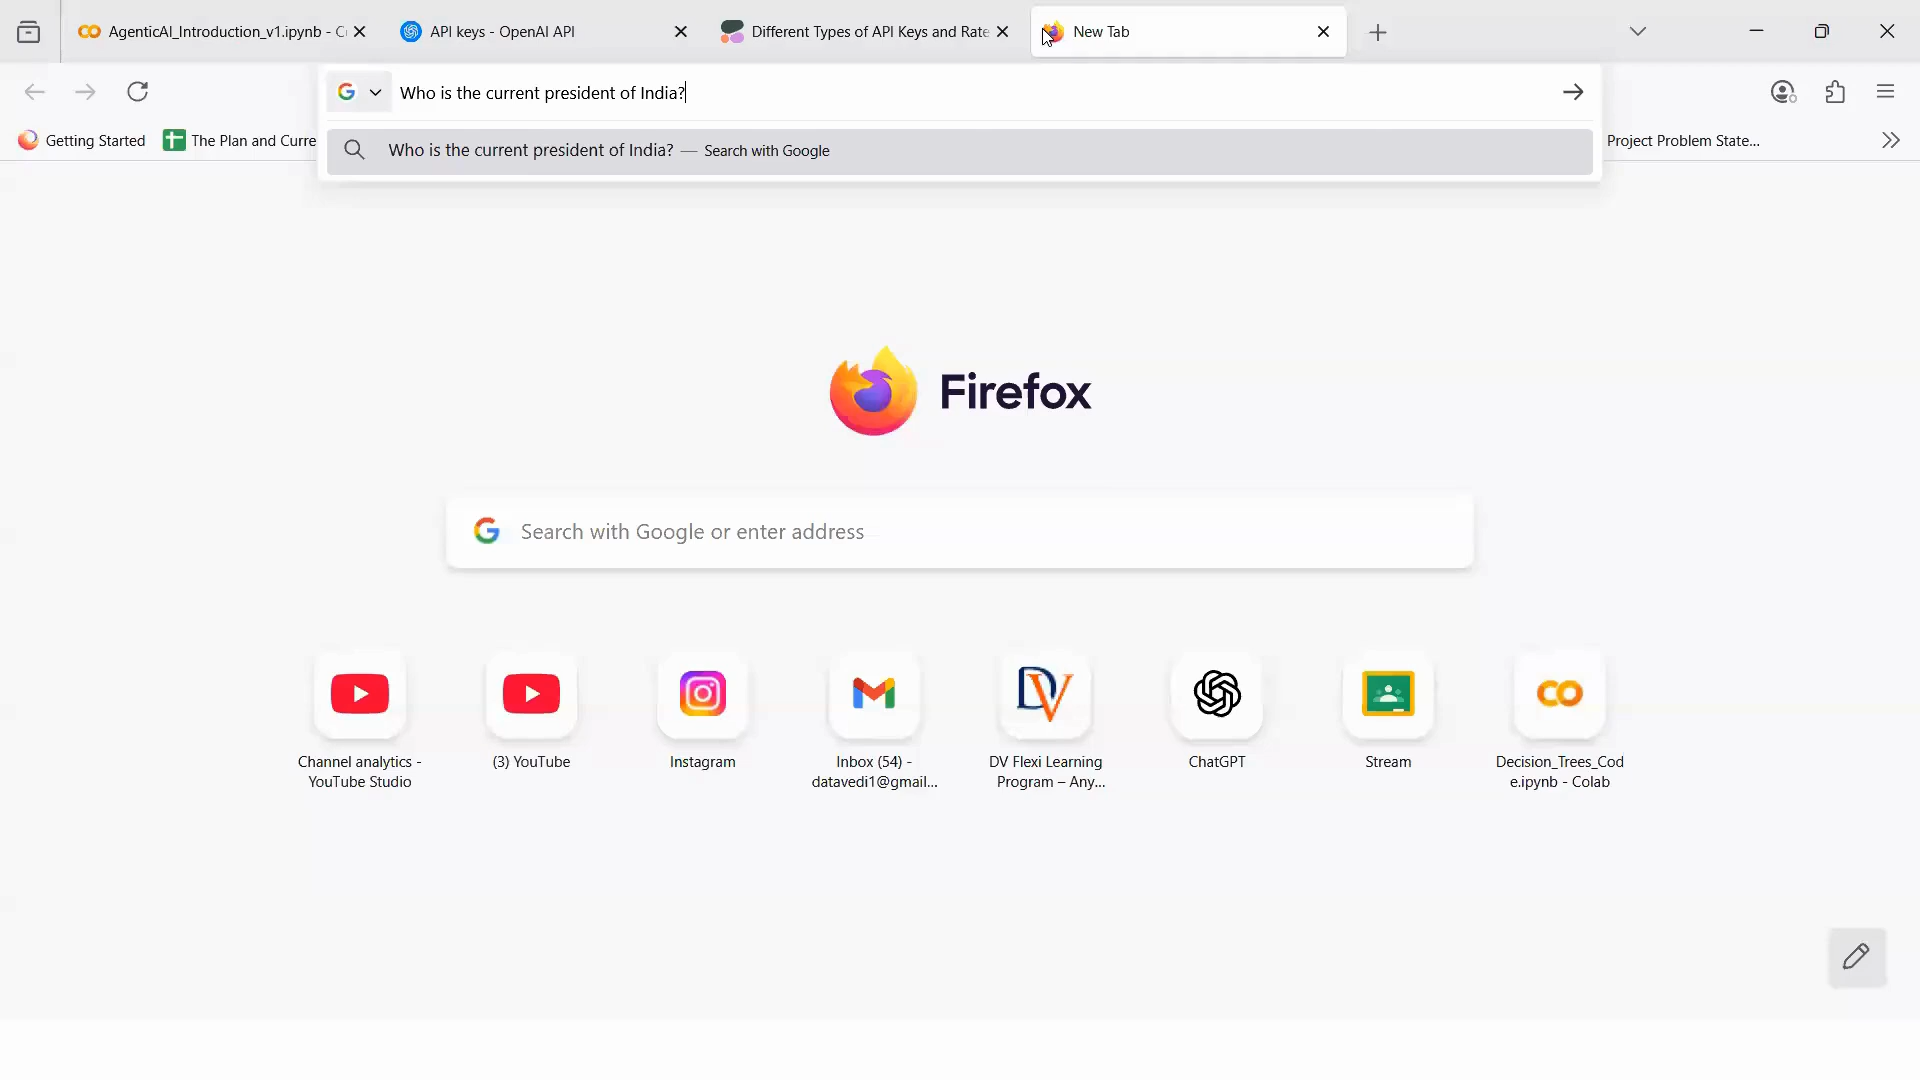 AgenticAI_Introduction_v1.ipynb - C
API keys - OpenAI API
Different Types of API Keys and Rate
New Tab
Who is the current president of India?
Getting Started
The Plan and Curre
Who is the current president of India? — Search with Google
Project Problem State...
Firefox
Search with Google or enter address
Channel analytics - YouTube Studio
(3) YouTube
Instagram
Inbox (54) - datavedi1@gmail...
DV Flexi Learning Program – Any...
ChatGPT
Stream
Decision_Trees_Code.ipynb - Colab